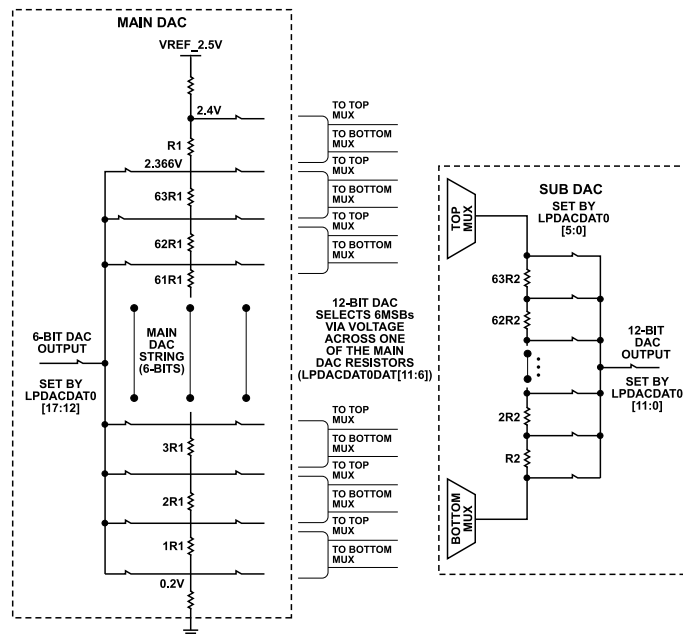 MAIN DAC
VREF_2.5V
2.4V
R1
2.366V
63R1
62R1
61R1
MAIN
DAC
STRING
(6-BITS)
6-BIT DAC
OUTPUT
SET BY
LPDACDAT0
[17:12]
3R1
2R1
1R1
0.2V
TO TOP
MUX
TO BOTTOM
MUX
TO TOP
MUX
TO BOTTOM
MUX
TO TOP
MUX
TO BOTTOM
MUX
12-BIT DAC
SELECTS 6MSBs
VIA VOLTAGE
ACROSS ONE
OF THE MAIN
DAC RESISTORS
(LPDACDAT0DAT[11:6])
TO TOP
MUX
TO BOTTOM
MUX
TO TOP
MUX
TO BOTTOM
MUX
TO TOP
MUX
TO BOTTOM
MUX
SUB DAC
SET BY
LPDACDAT0
[5:0]
TOP
MUX
63R2
62R2
2R2
R2
BOTTOM
MUX
12-BIT
DAC
OUTPUT
SET BY
LPDACDAT0
[11:0]